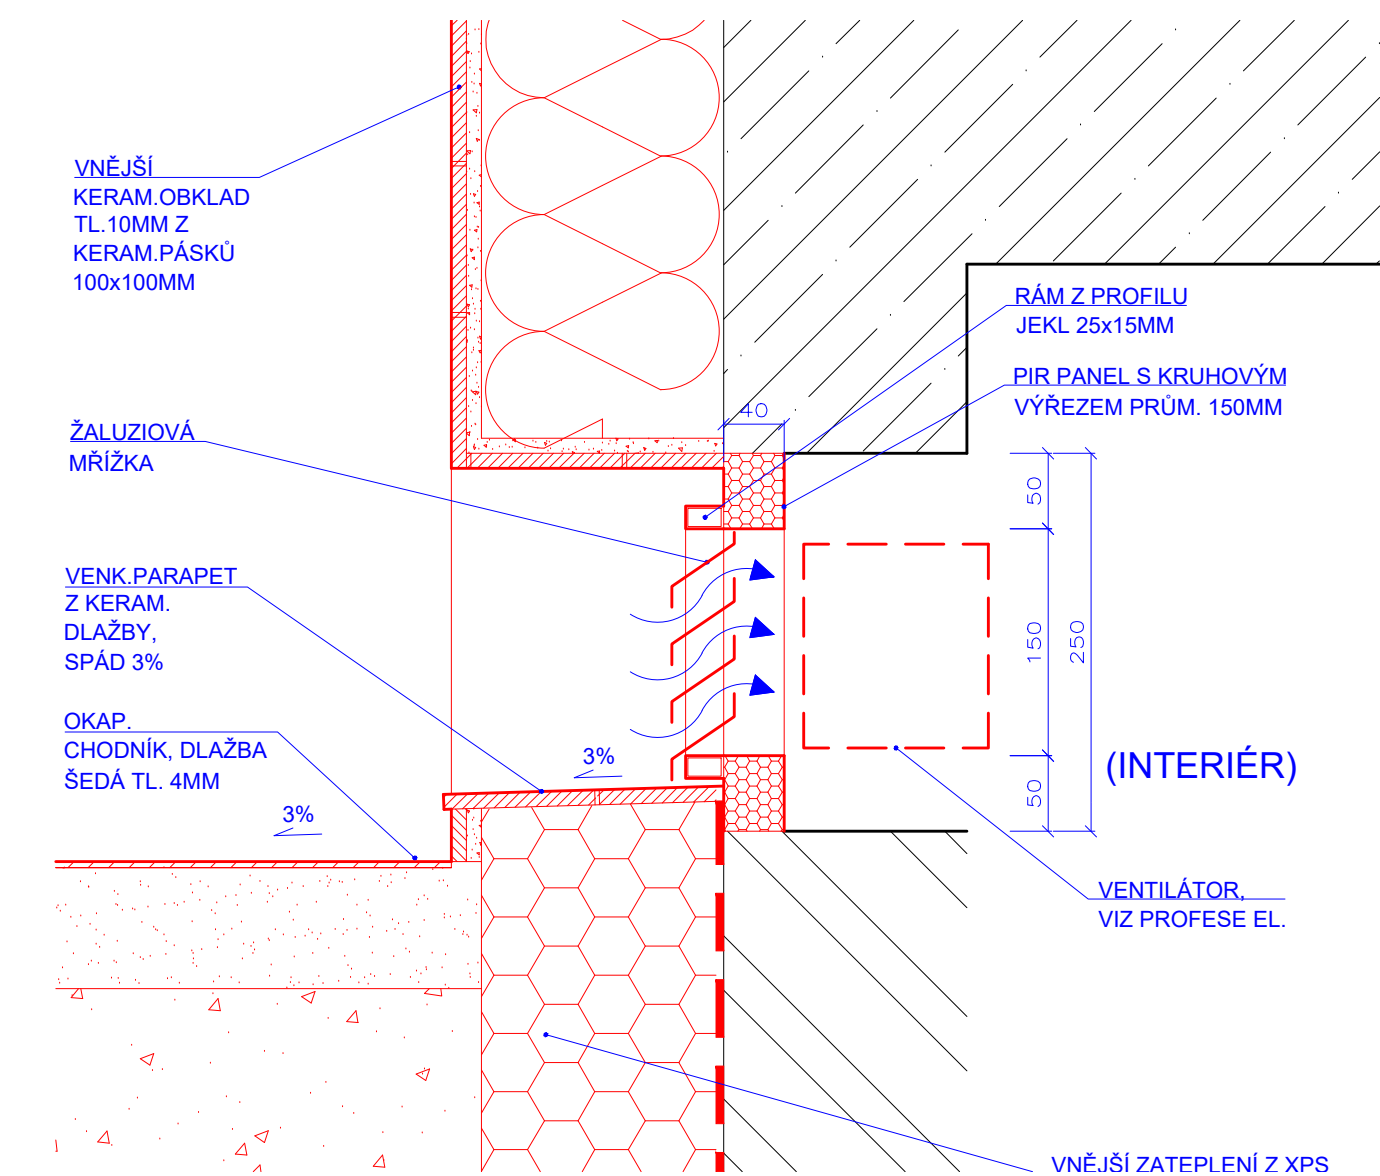 VNĚJŠÍ
KERAM.OBKLAD
TL.10MM Z
KERAM.PÁSKŮ
100x100MM
RÁM Z PROFILU
JEKL 25x15MM
PIR PANEL S KRUHOVÝM
VÝŘEZEM PRŮM. 150MM
40
ŽALUZIOVÁ
MŘÍŽKA
50
150
250
50
VENK.PARAPET
Z KERAM.
DLAŽBY,
SPÁD 3%
OKAP.
CHODNÍK, DLAŽBA
ŠEDÁ TL. 4MM
3%
3%
(INTERIÉR)
VENTILÁTOR,
VIZ PROFESE EL.
VNĚJŠÍ ZATEPLENÍ Z XPS